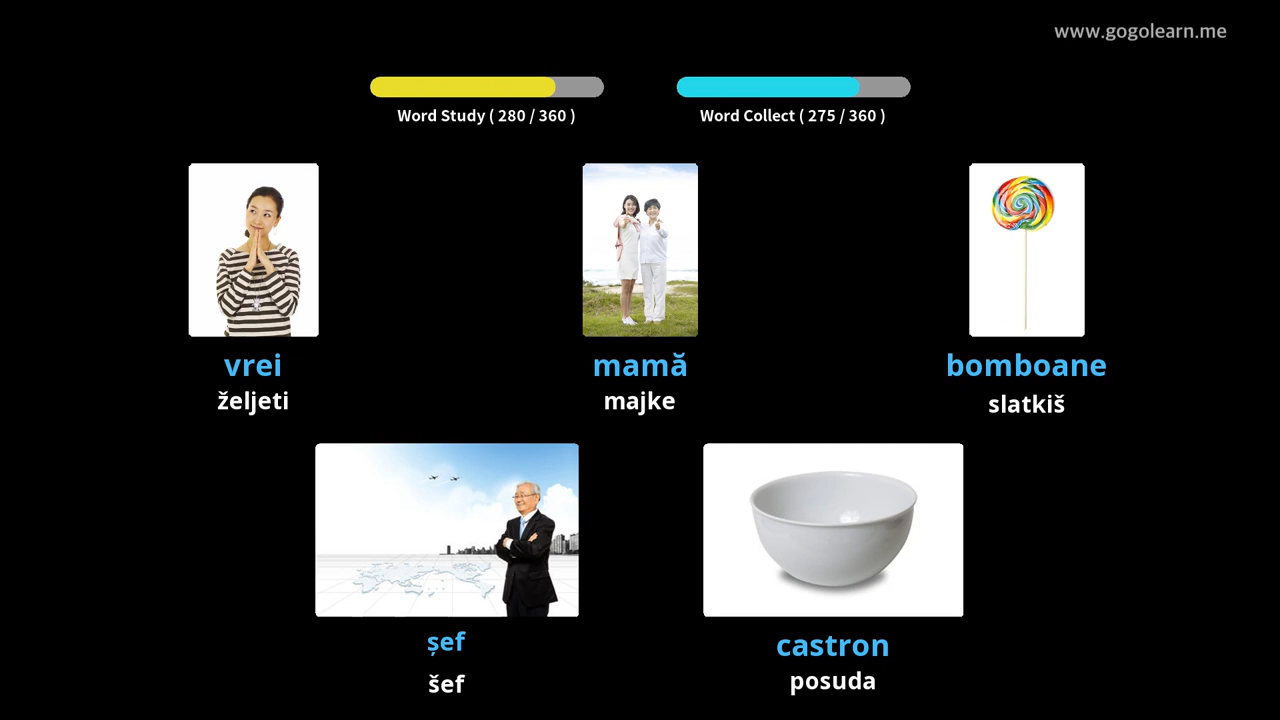 www.gogolearn.me
Word Study ( 280 / 360 )
Word Collect ( 275 / 360 )
vrei
željeti
mamă
majke
bomboane
slatkiš
șef
šef
castron
posuda